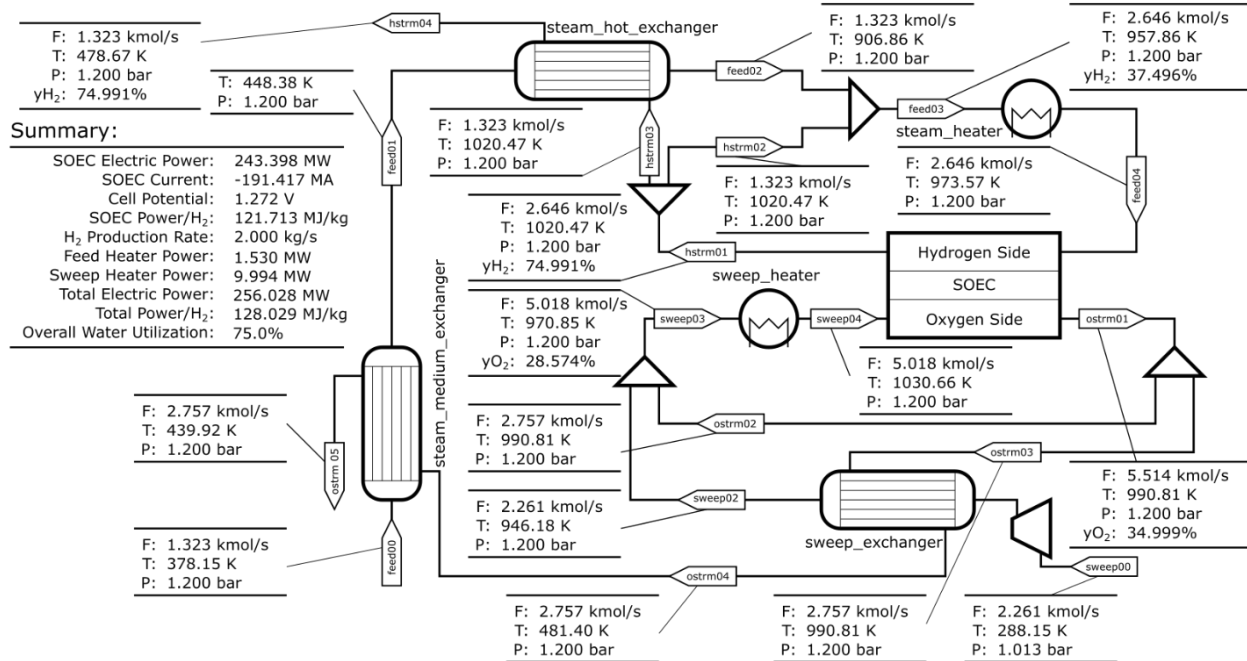 hstrm04
steam_hot_exchanger
F: 1.323 kmol/s
T: 478.67 K
P: 1.200 bar
yH₂: 74.991%
T: 448.38 K
P: 1.200 bar
feed02
F: 1.323 kmol/s
T: 906.86 K
P: 1.200 bar
F: 2.646 kmol/s
T: 957.86 K
P: 1.200 bar
yH₂: 37.496%
feed03
steam_heater
feed01
Summary:
SOEC Electric Power: 243.398 MW
SOEC Current: -191.417 MA
Cell Potential: 1.272 V
SOEC Power/H₂: 121.713 MJ/kg
H₂ Production Rate: 2.000 kg/s
Feed Heater Power: 1.530 MW
Sweep Heater Power: 9.994 MW
Total Electric Power: 256.028 MW
Total Power/H₂: 128.029 MJ/kg
Overall Water Utilization: 75.0%
F: 1.323 kmol/s
T: 1020.47 K
P: 1.200 bar
hstrm03
hstrm02
F: 1.323 kmol/s
T: 1020.47 K
P: 1.200 bar
F: 2.646 kmol/s
T: 973.57 K
P: 1.200 bar
feed04
F: 2.646 kmol/s
T: 1020.47 K
P: 1.200 bar
yH₂: 74.991%
hstrm01
Hydrogen Side
SOEC
Oxygen Side
sweep_heater
F: 5.018 kmol/s
T: 970.85 K
P: 1.200 bar
yO₂: 28.574%
sweep03
sweep04
ostrm01
F: 5.018 kmol/s
T: 1030.66 K
P: 1.200 bar
steam_medium_exchanger
F: 2.757 kmol/s
T: 439.92 K
P: 1.200 bar
ostrm 05
F: 2.757 kmol/s
T: 990.81 K
P: 1.200 bar
ostrm02
ostrm03
F: 5.514 kmol/s
T: 990.81 K
P: 1.200 bar
yO₂: 34.999%
F: 2.261 kmol/s
T: 946.18 K
P: 1.200 bar
sweep02
sweep_exchanger
F: 1.323 kmol/s
T: 378.15 K
P: 1.200 bar
feed00
ostrm04
sweep00
F: 2.757 kmol/s
T: 481.40 K
P: 1.200 bar
F: 2.757 kmol/s
T: 990.81 K
P: 1.200 bar
F: 2.261 kmol/s
T: 288.15 K
P: 1.013 bar